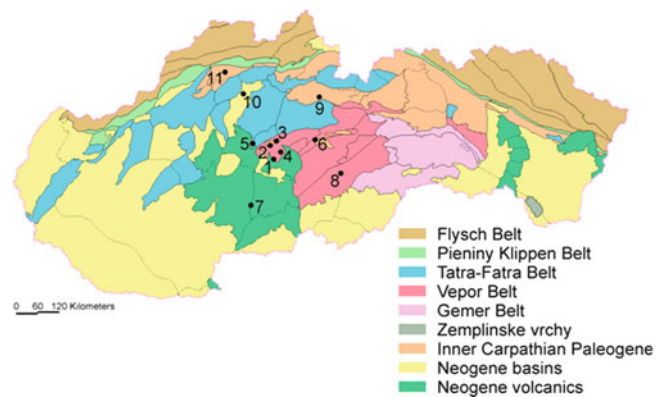 11
10
9
3
5
2
4
6
1
8
7
Flysch Belt
Pieniny Klippen Belt
Tatra-Fatra Belt
Vepor Belt
Gemer Belt
Zemplinske vrchy
Inner Carpathian Paleogene
Neogene basins
Neogene volcanics
0 60 120 Kilometers